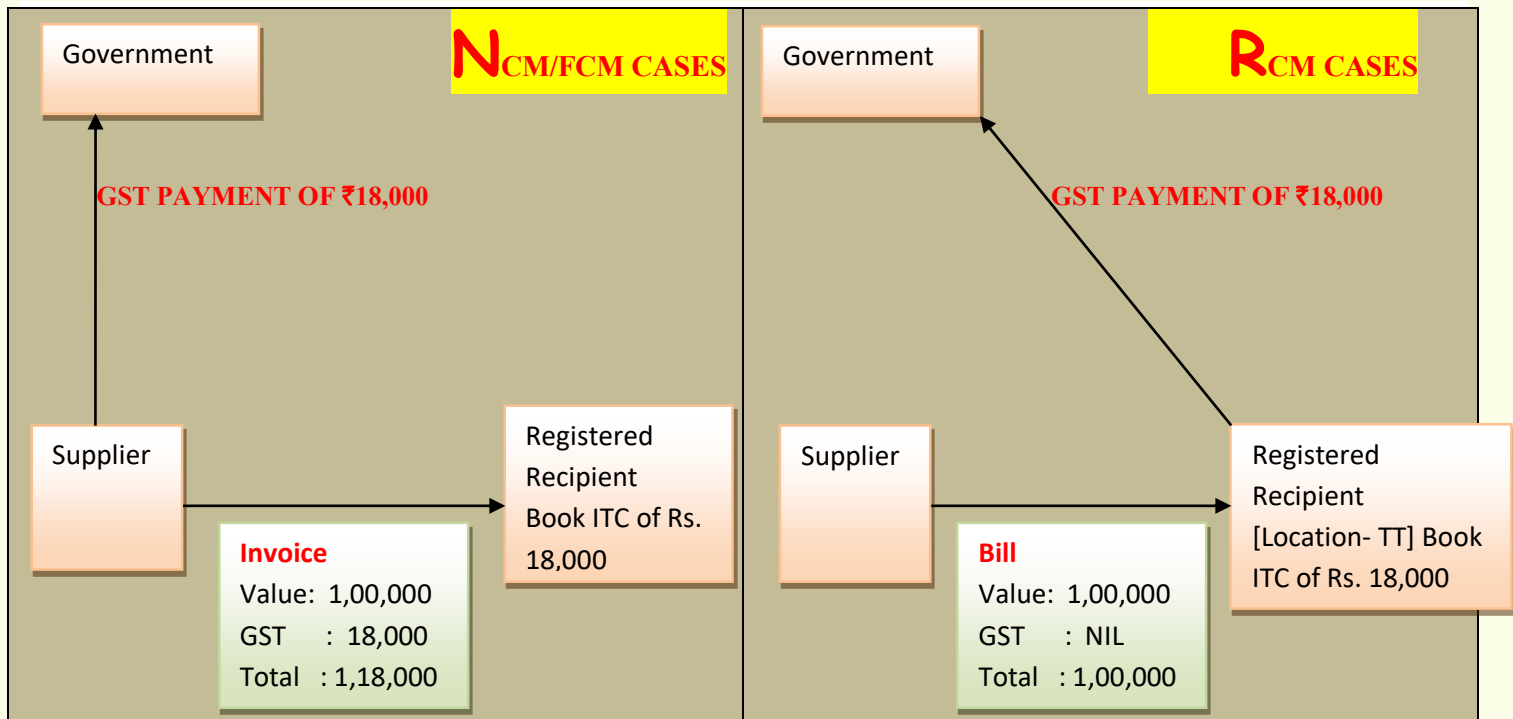 Government
NCM/FCM CASES
GST PAYMENT OF ₹18,000
Supplier
Registered
Recipient
Book ITC of Rs.
18,000
Invoice
Value: 1,00,000
GST : 18,000
Total : 1,18,000
Government
RCM CASES
GST PAYMENT OF ₹18,000
Supplier
Registered
Recipient
[Location- TT] Book
ITC of Rs. 18,000
Bill
Value: 1,00,000
GST : NIL
Total : 1,00,000